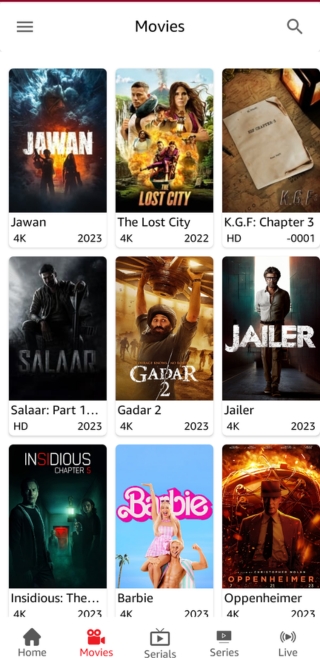 Movies
JAWAN
THE
LOST CITY
K.G.F
Jawan
4K 2023
The Lost City
4K 2022
K.G.F: Chapter 3
HD -0001
SALAAR
GADAR
2
JAILER
Salaar: Part 1...
HD 2023
Gadar 2
4K 2023
Jailer
4K 2023
INSIDIOUS
CHAPTER 5
Barbie
OPPENHEIMER
Insidious: The...
4K 2023
Barbie
4K 2023
Oppenheimer
4K 2023
Home
Movies
Serials
Series
Live